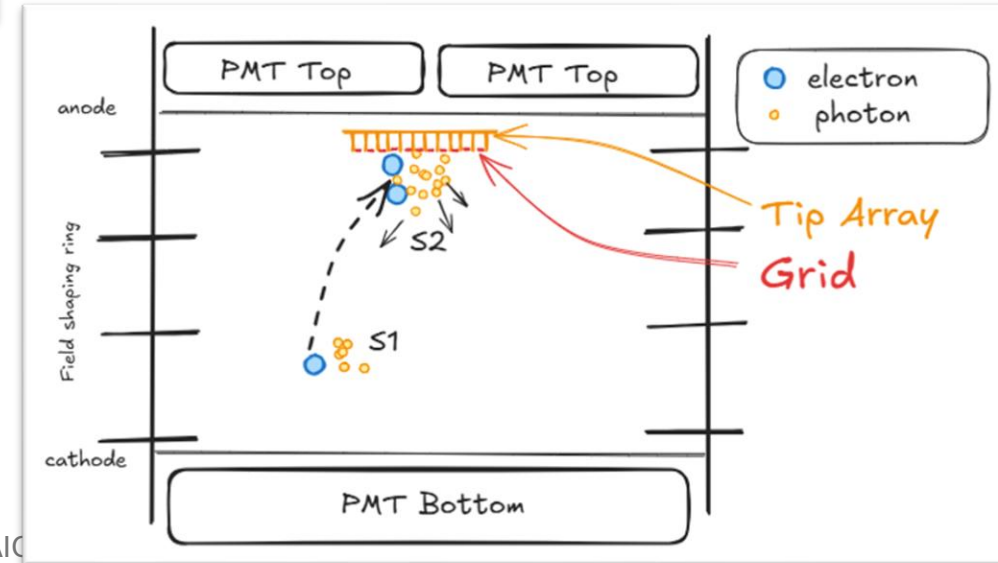 PMT Top
PMT Top
electron
photon
anode
Tip Array
Grid
S2
Field shaping ring
S1
cathode
PMT Bottom